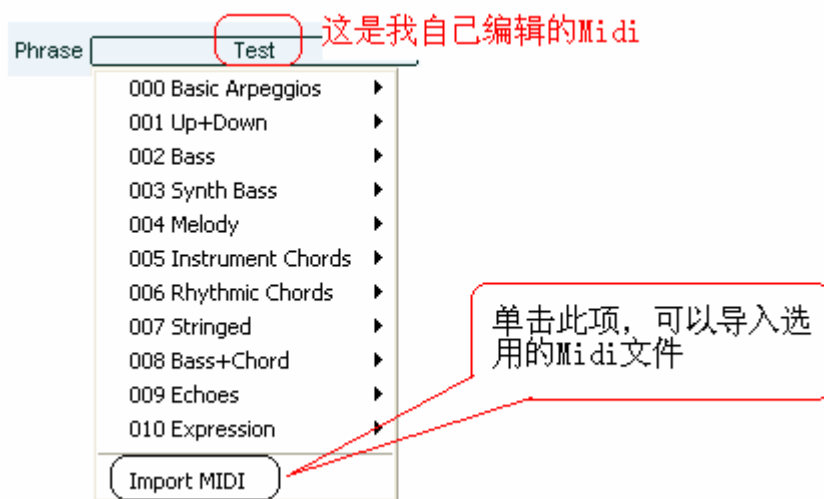 这是我自己编辑的Midi
Phrase Test
000 Basic Arpeggios
001 Up+Down
002 Bass
003 Synth Bass
004 Melody
005 Instrument Chords
006 Rhythmic Chords
007 Stringed
008 Bass+Chord
009 Echoes
010 Expression
Import MIDI
单击此项，可以导入选
用的Midi文件